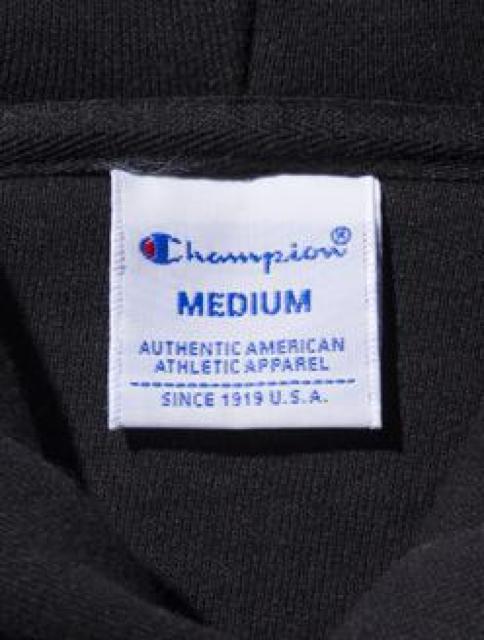 Champion®
MEDIUM
AUTHENTIC AMERICAN
ATHLETIC APPAREL
SINCE 1919 U.S.A.